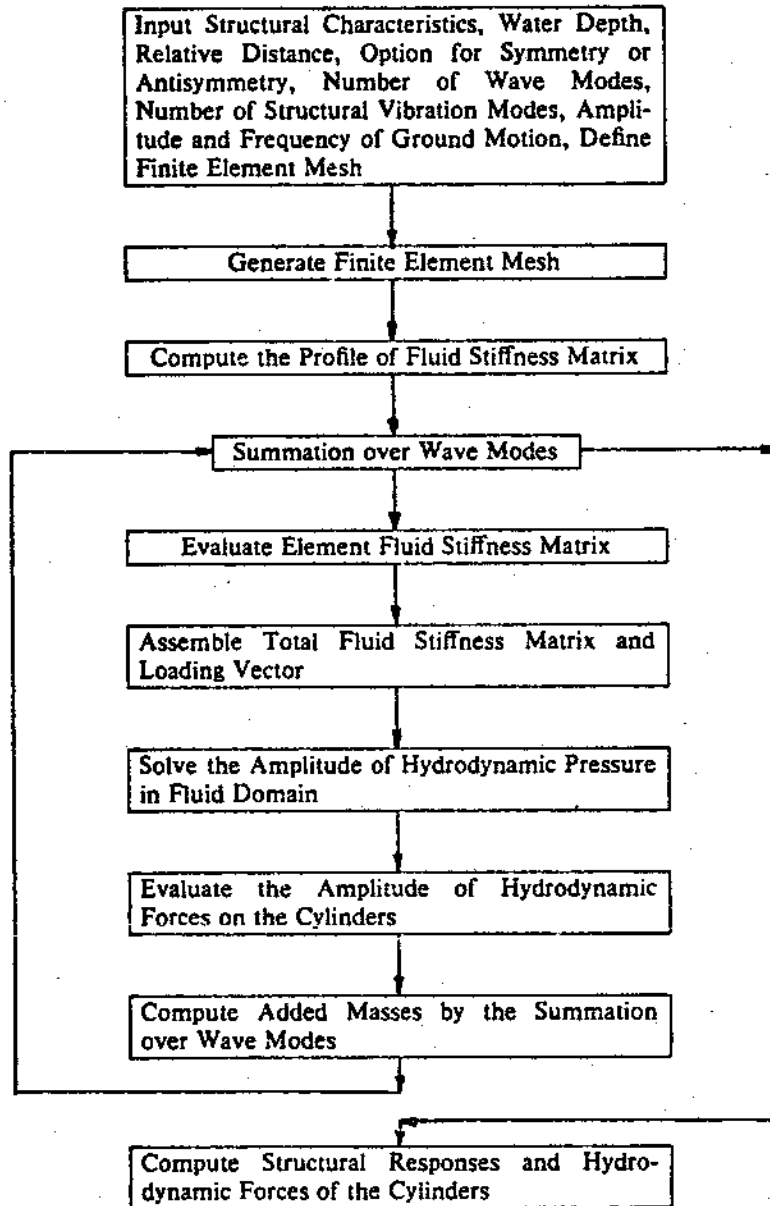 Input Structural Characteristics, Water Depth,
Relative Distance, Option for Symmetry or
Antisymmetry, Number of Wave Modes,
Number of Structural Vibration Modes, Ampli-
tude and Frequency of Ground Motion, Define
Finite Element Mesh
Generate Finite Element Mesh
Compute the Profile of Fluid Stiffness Matrix
Summation over Wave Modes
Evaluate Element Fluid Stiffness Matrix
Assemble Total Fluid Stiffness Matrix and
Loading Vector
Solve the Amplitude of Hydrodynamic Pressure
in Fluid Domain
Evaluate the Amplitude of Hydrodynamic
Forces on the Cylinders
Compute Added Masses by the Summation
over Wave Modes
Compute Structural Responses and Hydro-
dynamic Forces of the Cylinders